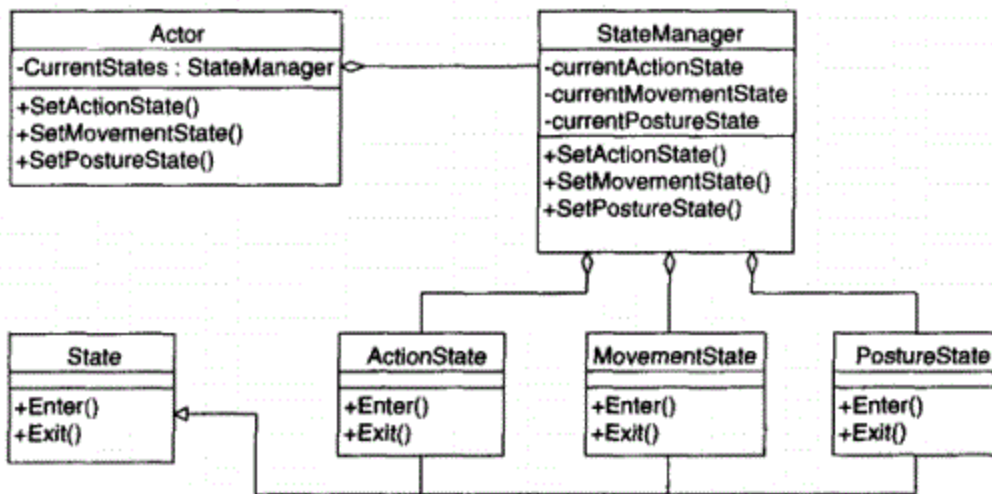 Actor
-CurrentStates : StateManager
+SetActionState()
+SetMovementState()
+SetPostureState()
StateManager
-currentActionState
-currentMovementState
-currentPostureState
+SetActionState()
+SetMovementState()
+SetPostureState()
State
+Enter()
+Exit()
ActionState
+Enter()
+Exit()
MovementState
+Enter()
+Exit()
PostureState
+Enter()
+Exit()